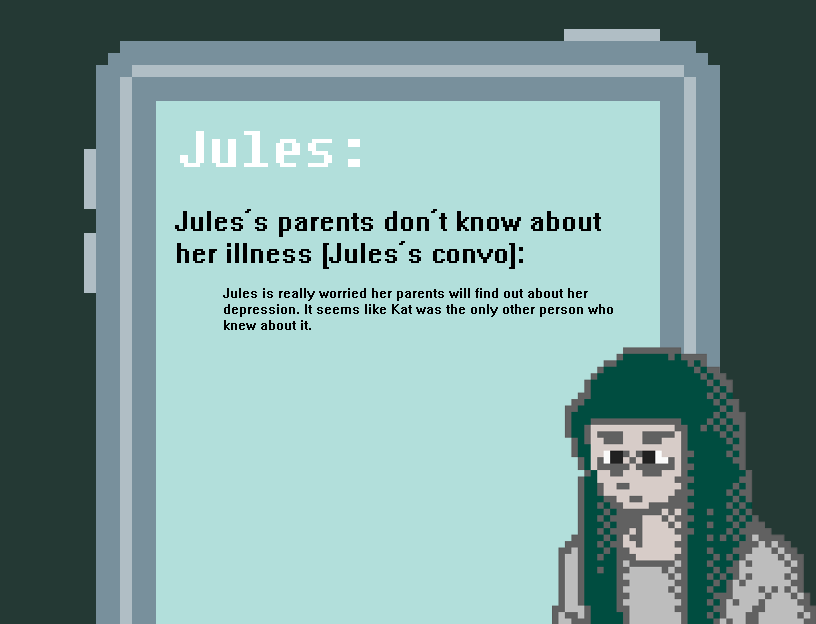 Jules:
Jules's parents don't know about
her illness [Jules's convo]:
Jules is really worried her parents will find out about her
depression. It seems like Kat was the only other person who
knew about it.